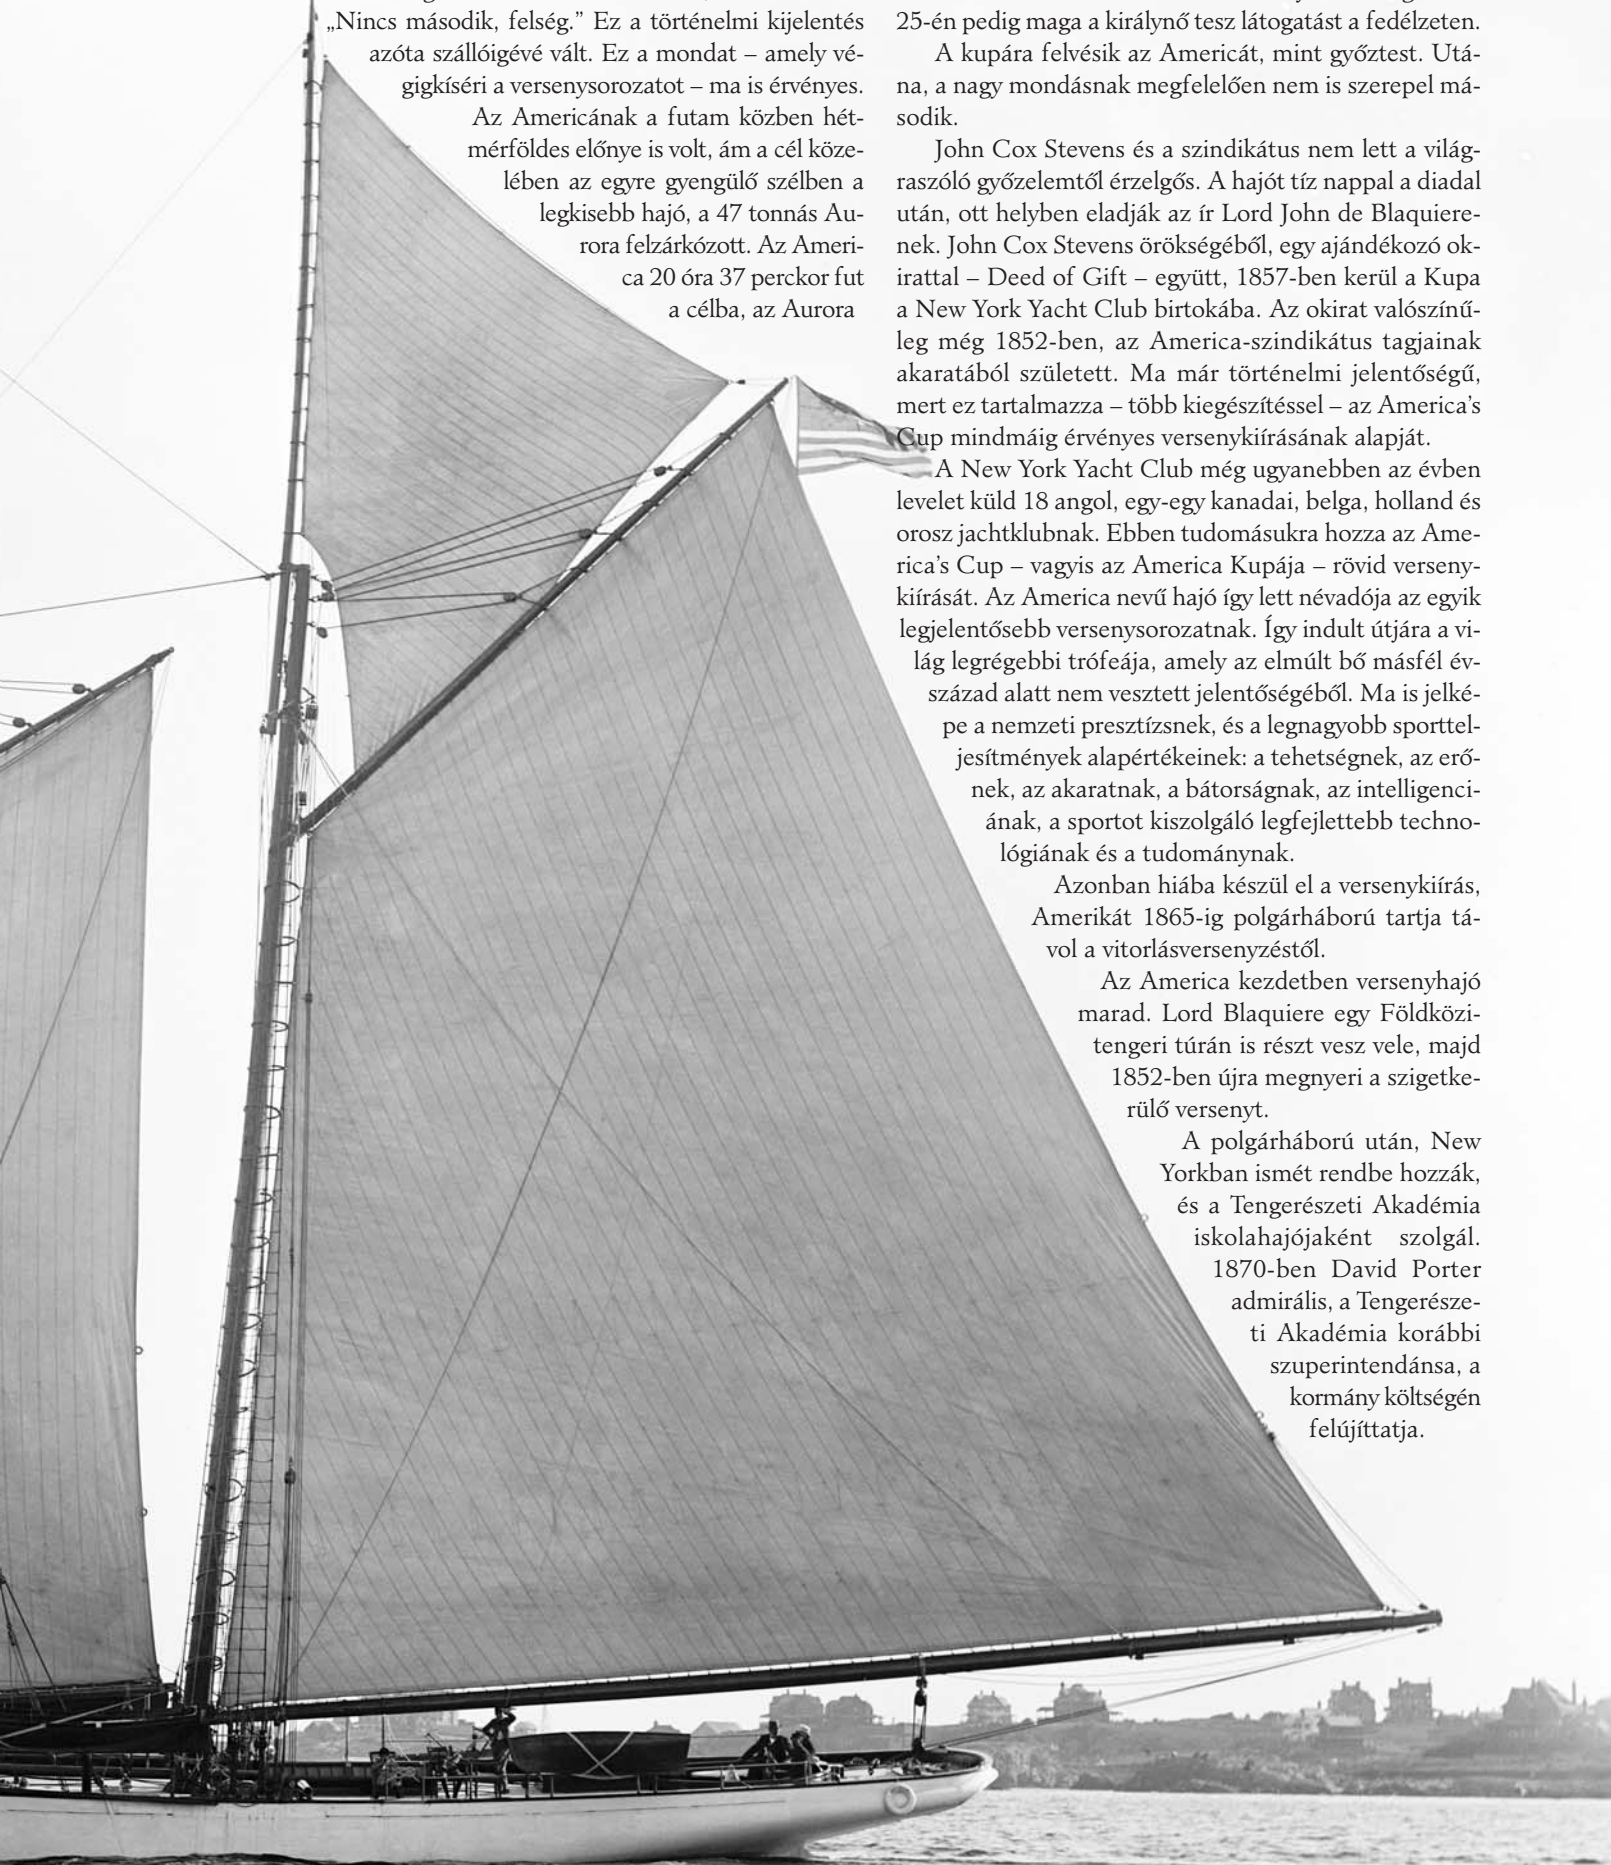 „Nincs második, felség.” Ez a történelmi kijelentés
azóta szállóigévé vált. Ez a mondat – amely vé-
gigkíséri a versenysorozatot – ma is érvényes.
Az Americának a futam közben hét-
mérföldes előnye is volt, ám a cél köze-
lében az egyre gyengülő szélben a
legkisebb hajó, a 47 tonnás Au-
rora felzárkózott. Az Ameri-
ca 20 óra 37 perckor fut
a célba, az Aurora
25-én pedig maga a királynő tesz látogatást a fedélzeten.
A kupára felvésik az Americát, mint győztest. Utá-
na, a nagy mondásnak megfelelően nem is szerepel má-
sodik.
John Cox Stevens és a szindikátus nem lett a világ-
raszóló győzelemtől érzelgős. A hajót tíz nappal a diadal
után, ott helyben eladják az ír Lord John de Blaquiere-
nek. John Cox Stevens örökségéből, egy ajándékozó ok-
irattal – Deed of Gift – együtt, 1857-ben kerül a Kupa
a New York Yacht Club birtokába. Az okirat valószínű-
leg még 1852-ben, az America-szindikátus tagjainak
akaratából született. Ma már történelmi jelentőségű,
mert ez tartalmazza – több kiegészítéssel – az America’s
Cup mindmáig érvényes versenykiírásának alapját.
A New York Yacht Club még ugyanebben az évben
levelet küld 18 angol, egy-egy kanadai, belga, holland és
orosz jachtklubnak. Ebben tudomásukra hozza az Ame-
rica’s Cup – vagyis az America Kupája – rövid verseny-
kiírását. Az America nevű hajó így lett névadója az egyik
legjelentősebb versenysorozatnak. Így indult útjára a vi-
lág legrégebbi trófeája, amely az elmúlt bő másfél év-
század alatt nem vesztett jelentőségéből. Ma is jelké-
pe a nemzeti presztízsnek, és a legnagyobb sporttel-
jesítmények alapértékeinek: a tehetségnek, az erő-
nek, az akaratnak, a bátorságnak, az intelligenci-
ának, a sportot kiszolgáló legfejlettebb techno-
lógiának és a tudománynak.
Azonban hiába készül el a versenykiírás,
Amerikát 1865-ig polgárháború tartja tá-
vol a vitorlásversenyzéstől.
Az America kezdetben versenyhajó
marad. Lord Blaquiere egy Földközi-
tengeri túrán is részt vesz vele, majd
1852-ben újra megnyeri a szigetke-
rülő versenyt.
A polgárháború után, New
Yorkban ismét rendbe hozzák,
és a Tengerészeti Akadémia
iskolahajójaként szolgál.
1870-ben David Porter
admirális, a Tengerésze-
ti Akadémia korábbi
szuperintendánsa, a
kormány költségén
felújíttatja.